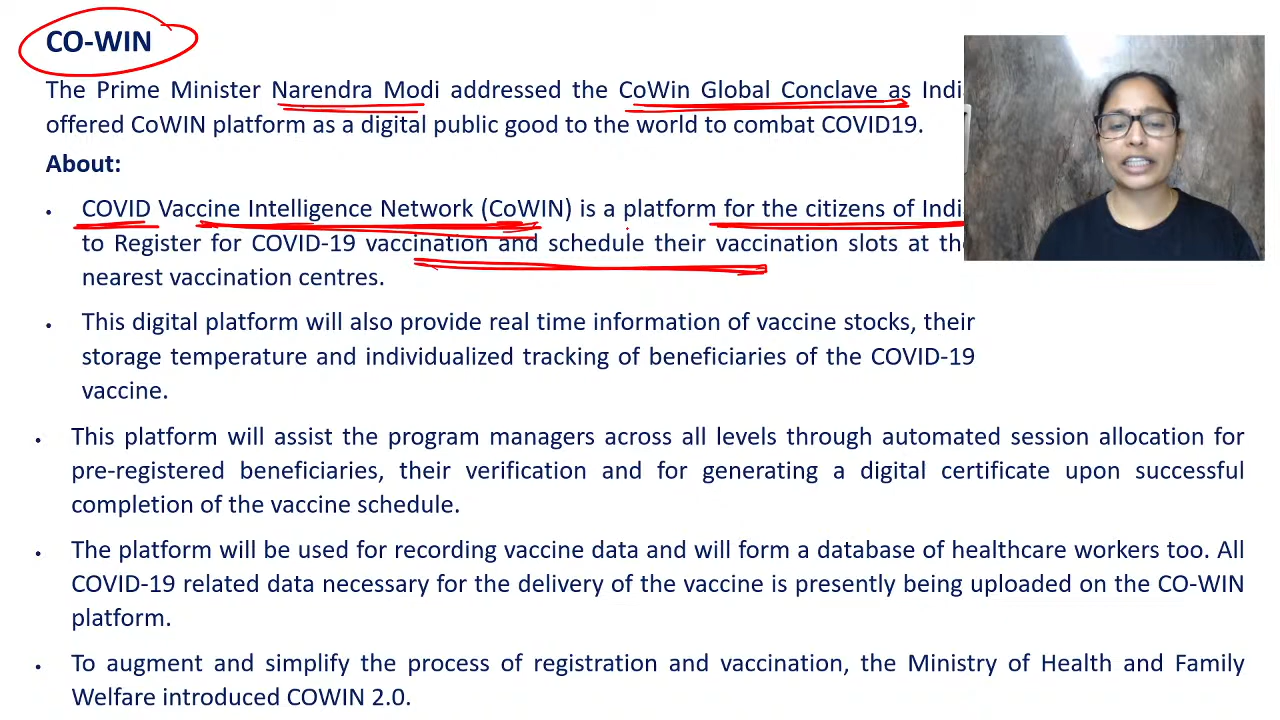 CO-WIN
The Prime Minister Narendra Modi addressed the CoWin Global Conclave as Indi
offered CoWIN platform as a digital public good to the world to combat COVID19.
About:
• COVID Vaccine Intelligence Network (CoWIN) is a platform for the citizens of Indi
to Register for COVID-19 vaccination and schedule their vaccination slots at the
nearest vaccination centres.
• This digital platform will also provide real time information of vaccine stocks, their
storage temperature and individualized tracking of beneficiaries of the COVID-19
vaccine.
• This platform will assist the program managers across all levels through automated session allocation for
pre-registered beneficiaries, their verification and for generating a digital certificate upon successful
completion of the vaccine schedule.
• The platform will be used for recording vaccine data and will form a database of healthcare workers too. All
COVID-19 related data necessary for the delivery of the vaccine is presently being uploaded on the CO-WIN
platform.
• To augment and simplify the process of registration and vaccination, the Ministry of Health and Family
Welfare introduced COWIN 2.0.